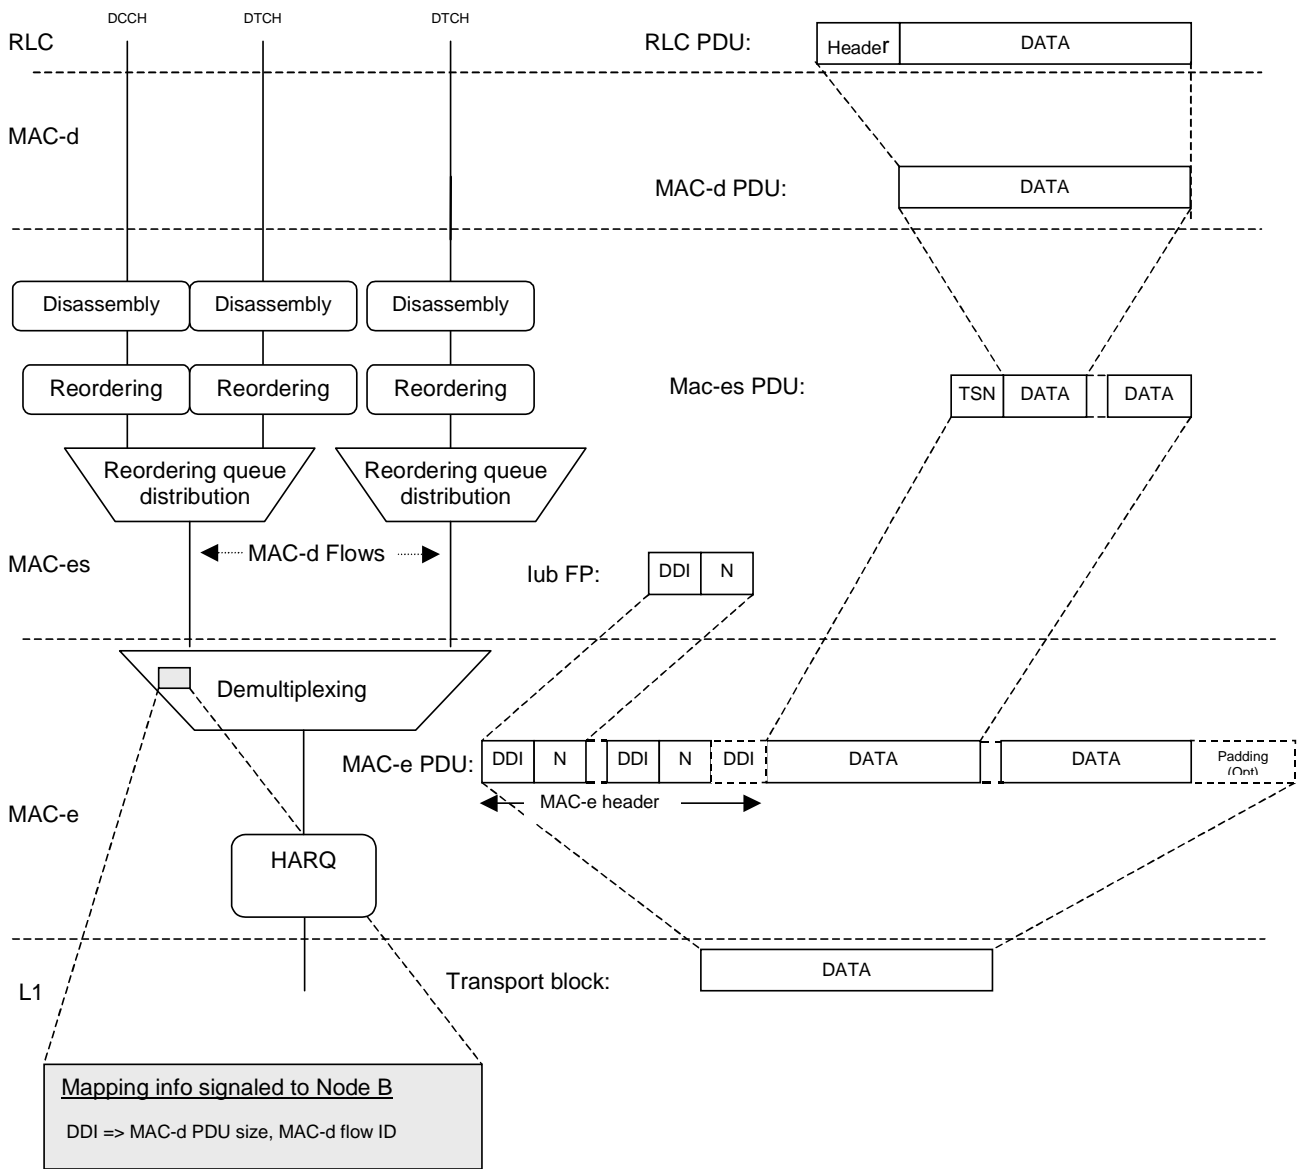 DCCH
DTCH
DTCH
RLC
RLC PDU:
Header
DATA
MAC-d
MAC-d PDU:
DATA
Disassembly
Disassembly
Disassembly
Reordering
Reordering
Reordering
Mac-es PDU:
TSN
DATA
DATA
Reordering queue
distribution
Reordering queue
distribution
MAC-es
MAC-d Flows
Iub FP:
DDI
N
Demultiplexing
MAC-e PDU:
DDI
N
DDI
N
DDI
DATA
DATA
Padding
(Opt)
MAC-e header
MAC-e
HARQ
L1
Transport block:
DATA
Mapping info signaled to Node B
DDI => MAC-d PDU size, MAC-d flow ID